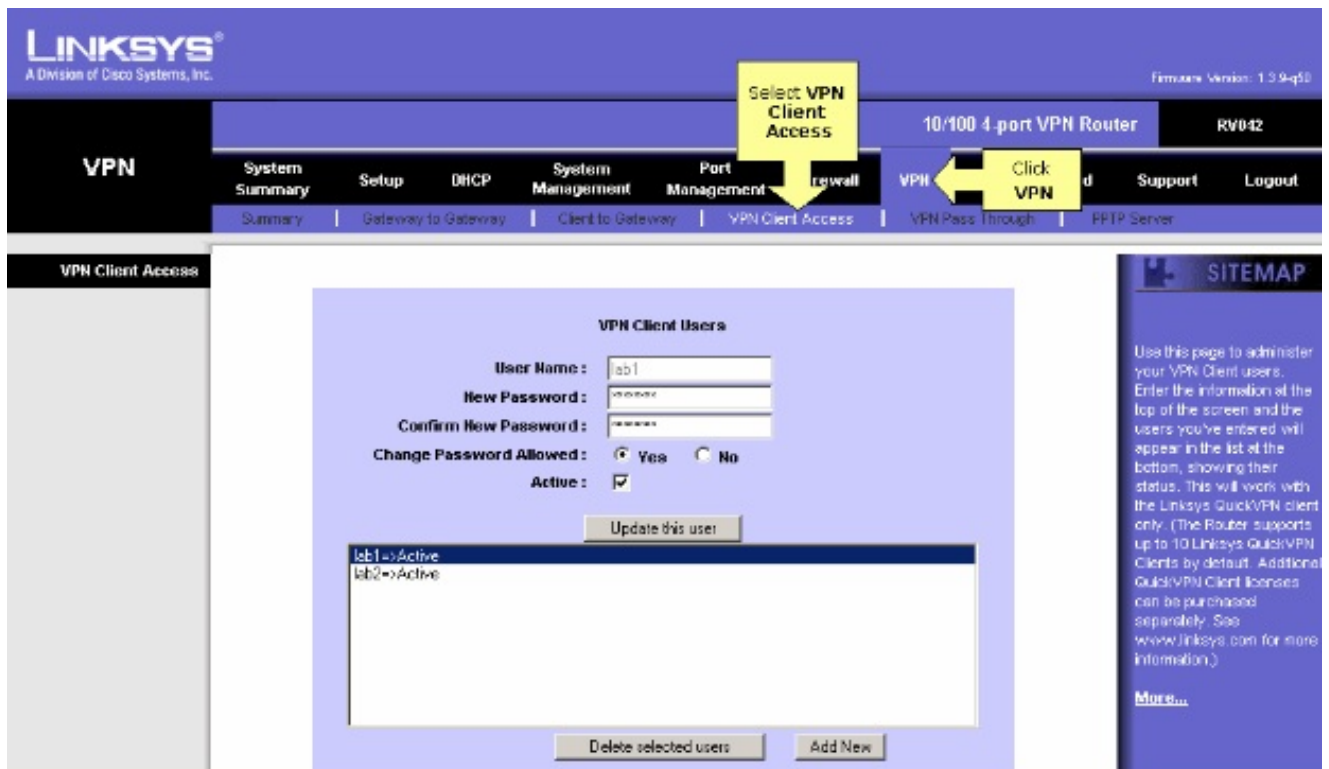 LINKSYS®
A Division of Cisco Systems, Inc.
Firmware Version: 1.3.9-q50
Select VPN
Client
Access
10/100 4-port VPN Router
RV042
VPN
System
Summary
Setup
DHCP
System
Management
Port
Management
rewall
VPN
Click
VPN
d
Support
Logout
Summary | Gateway to Gateway | Client to Gateway | VPN Client Access | VPN Pass Through | PPTP Server
VPN Client Access
SITEMAP
VPN Client Users
User Name : lab1
New Password : *******
Confirm New Password : *******
Change Password Allowed : Yes No
Active :
Update this user
lab1=>Active
lab2=>Active
Delete selected users
Add New
Use this page to administer
your VPN Client users.
Enter the information at the
top of the screen and the
users you've entered will
appear in the list at the
bottom, showing their
status. This will work with
the Linksys QuickVPN client
only. (The Router supports
up to 10 Linksys QuickVPN
Clients by default. Additional
QuickVPN Client licenses
can be purchased
separately. See
www.linksys.com for more
information.)
More...